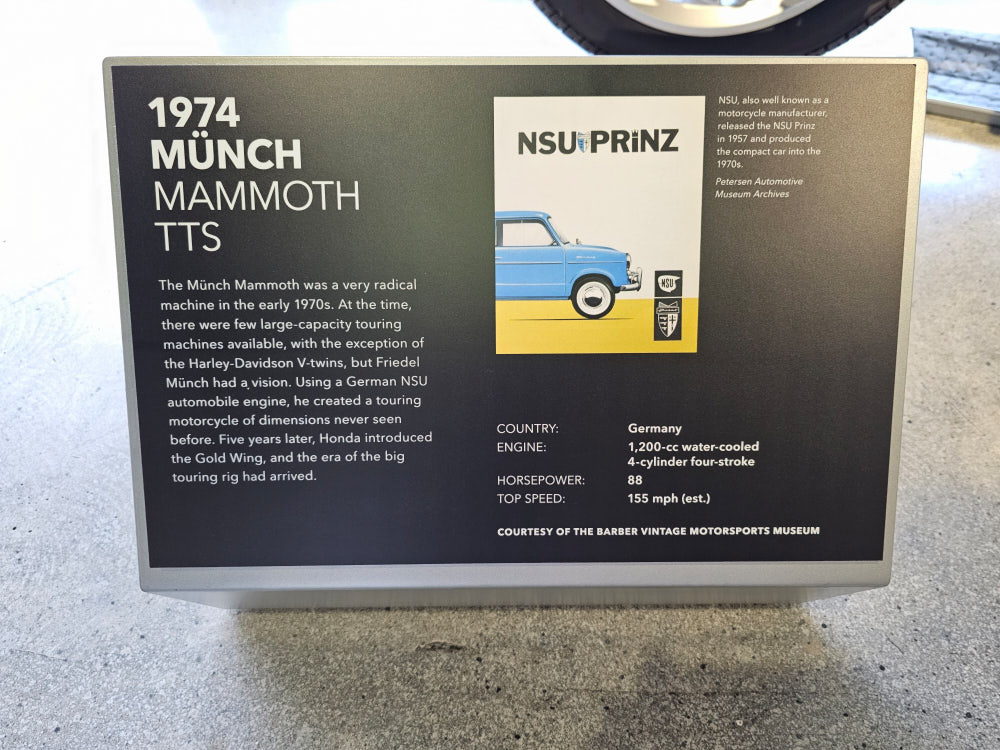 1974
MÜNCH
MAMMOTH
TTS
The Münch Mammoth was a very radical
machine in the early 1970s. At the time,
there were few large-capacity touring
machines available, with the exception of
the Harley-Davidson V-twins, but Friedel
Münch had a vision. Using a German NSU
automobile engine, he created a touring
motorcycle of dimensions never seen
before. Five years later, Honda introduced
the Gold Wing, and the era of the big
touring rig had arrived.
NSU PRINZ
NSU
NSU, also well known as a
motorcycle manufacturer,
released the NSU Prinz
in 1957 and produced
the compact car into the
1970s.
Petersen Automotive
Museum Archives
COUNTRY: Germany
ENGINE: 1,200-cc water-cooled
4-cylinder four-stroke
HORSEPOWER: 88
TOP SPEED: 155 mph (est.)
COURTESY OF THE BARBER VINTAGE MOTORSPORTS MUSEUM